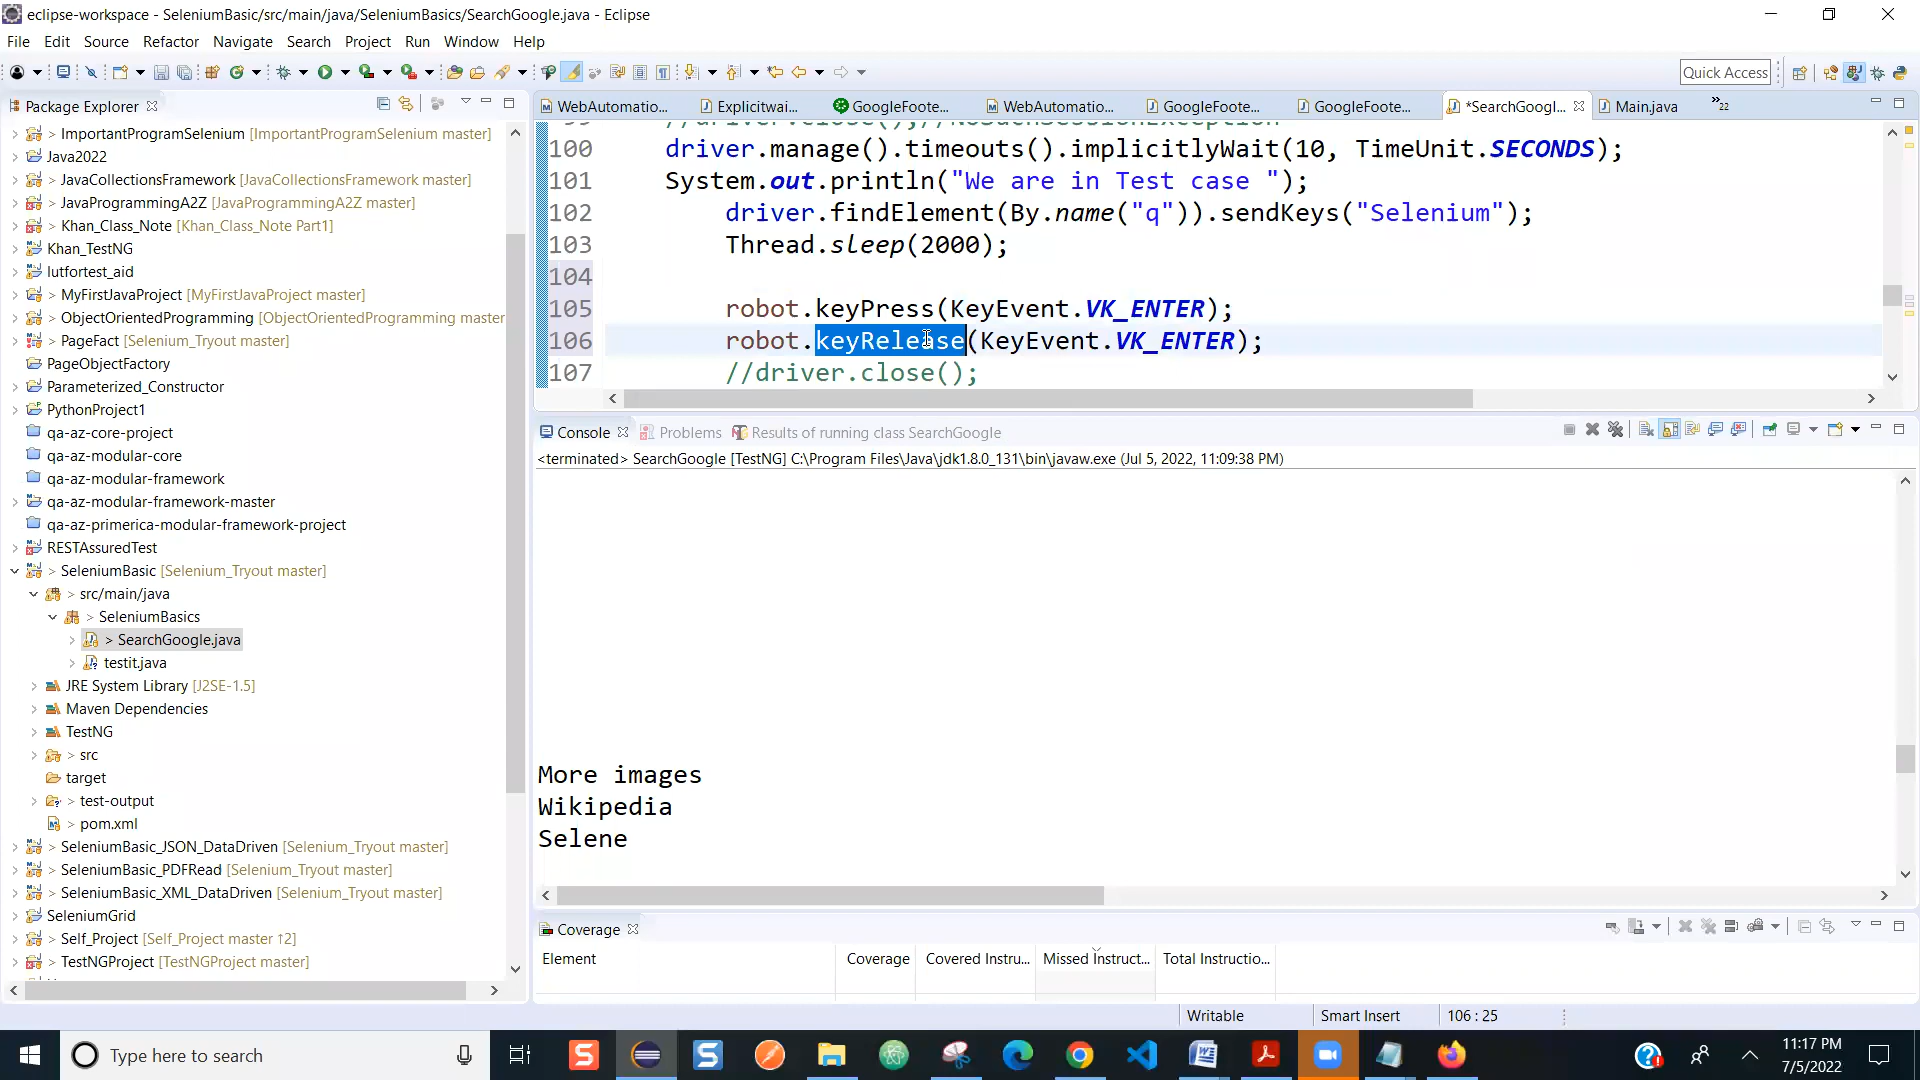 eclipse-workspace - SeleniumBasic/src/main/java/SeleniumBasics/SearchGoogle.java - Eclipse
File Edit Source Refactor Navigate Search Project Run Window Help
Quick Access
Package Explorer
WebAutomatio... Explicitwai... GoogleFoote... WebAutomatio... GoogleFoote... GoogleFoote... *SearchGoogl... Main.java »22
> ImportantProgramSelenium [ImportantProgramSelenium master]
Java2022
> JavaCollectionsFramework [JavaCollectionsFramework master]
> JavaProgrammingA2Z [JavaProgrammingA2Z master]
> Khan_Class_Note [Khan_Class_Note Part1]
Khan_TestNG
lutfortest_aid
> MyFirstJavaProject [MyFirstJavaProject master]
> ObjectOrientedProgramming [ObjectOrientedProgramming master
> PageFact [Selenium_Tryout master]
PageObjectFactory
Parameterized_Constructor
PythonProject1
qa-az-core-project
qa-az-modular-core
qa-az-modular-framework
qa-az-modular-framework-master
qa-az-primerica-modular-framework-project
RESTAssuredTest
> SeleniumBasic [Selenium_Tryout master]
> src/main/java
> SeleniumBasics
> SearchGoogle.java
testit.java
JRE System Library [J2SE-1.5]
Maven Dependencies
TestNG
> src
target
> test-output
> pom.xml
> SeleniumBasic_JSON_DataDriven [Selenium_Tryout master]
> SeleniumBasic_PDFRead [Selenium_Tryout master]
> SeleniumBasic_XML_DataDriven [Selenium_Tryout master]
SeleniumGrid
> Self_Project [Self_Project master ↑2]
> TestNGProject [TestNGProject master]
99 //driver.close();//NoSuchSessionException
100 driver.manage().timeouts().implicitlyWait(10, TimeUnit.SECONDS);
101 System.out.println("We are in Test case ");
102 driver.findElement(By.name("q")).sendKeys("Selenium");
103 Thread.sleep(2000);
104
105 robot.keyPress(KeyEvent.VK_ENTER);
106 robot.keyRelease(KeyEvent.VK_ENTER);
107 //driver.close();
Console Problems Results of running class SearchGoogle
<terminated> SearchGoogle [TestNG] C:\Program Files\Java\jdk1.8.0_131\bin\javaw.exe (Jul 5, 2022, 11:09:38 PM)
More images
Wikipedia
Selene
Coverage
Element Coverage Covered Instru... Missed Instruct... Total Instructio...
Writable Smart Insert 106 : 25
Type here to search
11:17 PM
7/5/2022